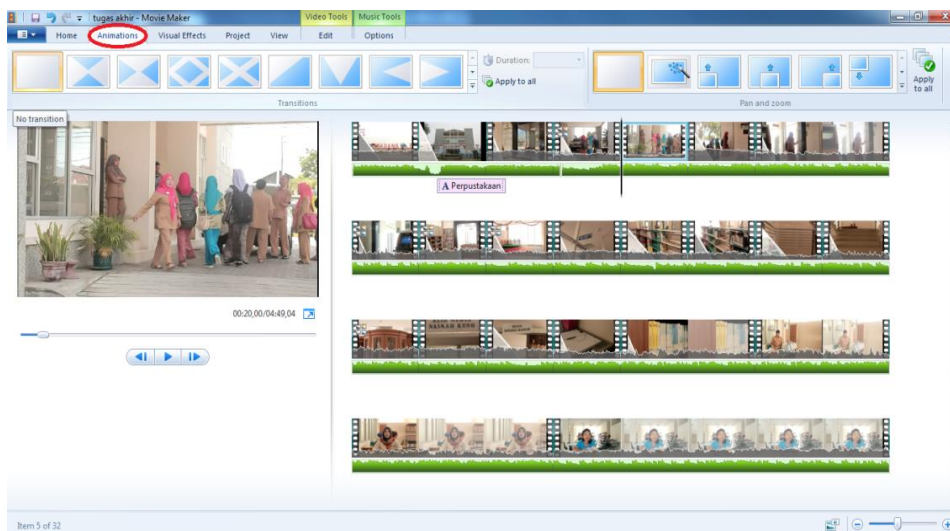 tugas akhir - Movie Maker
Video Tools
Music Tools
Home
Animations
Visual Effects
Project
View
Edit
Options
Duration:
Apply to all
Apply to all
Transitions
Pan and zoom
No transition
A Perpustakaan
NASKAH KUNO
00:20,00/04:49,04
Item 5 of 32